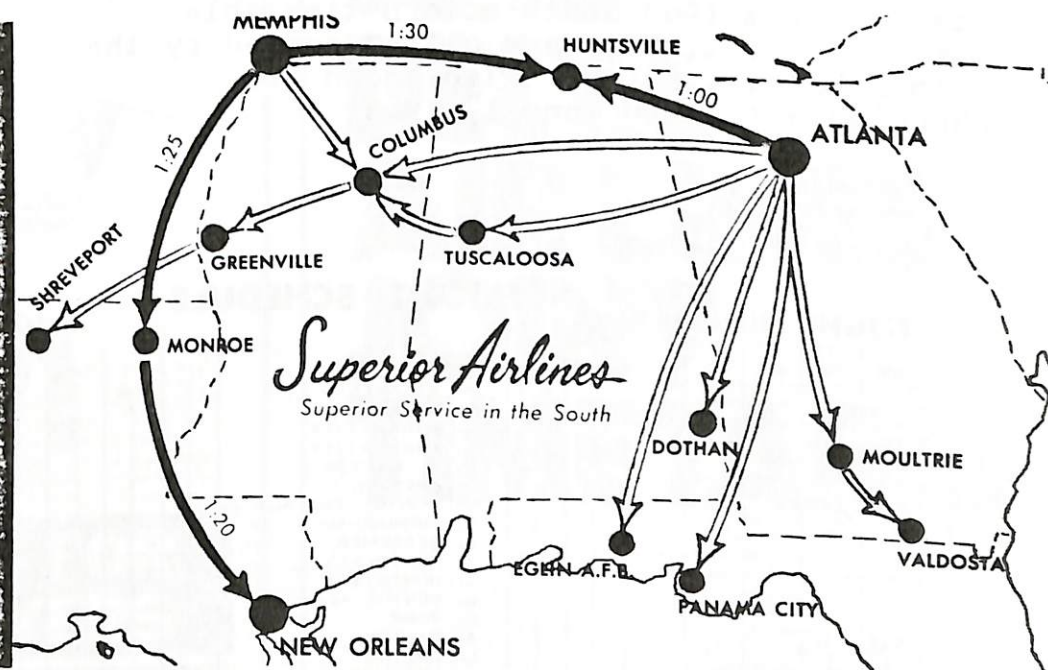 MEMPHIS
1:30
HUNTSVILLE
1:00
ATLANTA
COLUMBUS
1:25
SHREVEPORT
GREENVILLE
TUSCALOOSA
MONROE
Superior Airlines
Superior Service in the South
DOTHAN
MOULTRIE
1:20
EGLIN A.F.B.
VALDOSTA
PANAMA CITY
NEW ORLEANS